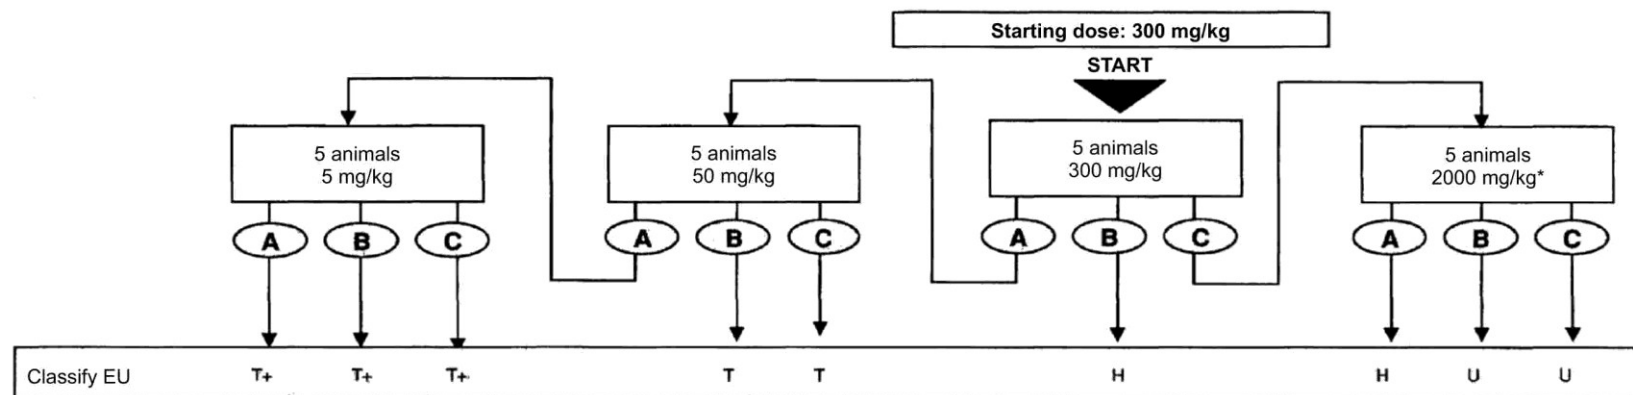 Starting dose: 300 mg/kg
START
5 animals
5 mg/kg
5 animals
50 mg/kg
5 animals
300 mg/kg
5 animals
2000 mg/kg*
A B C A B C A B C A B C
Classify EU T+ T+ T+ T T H H U U